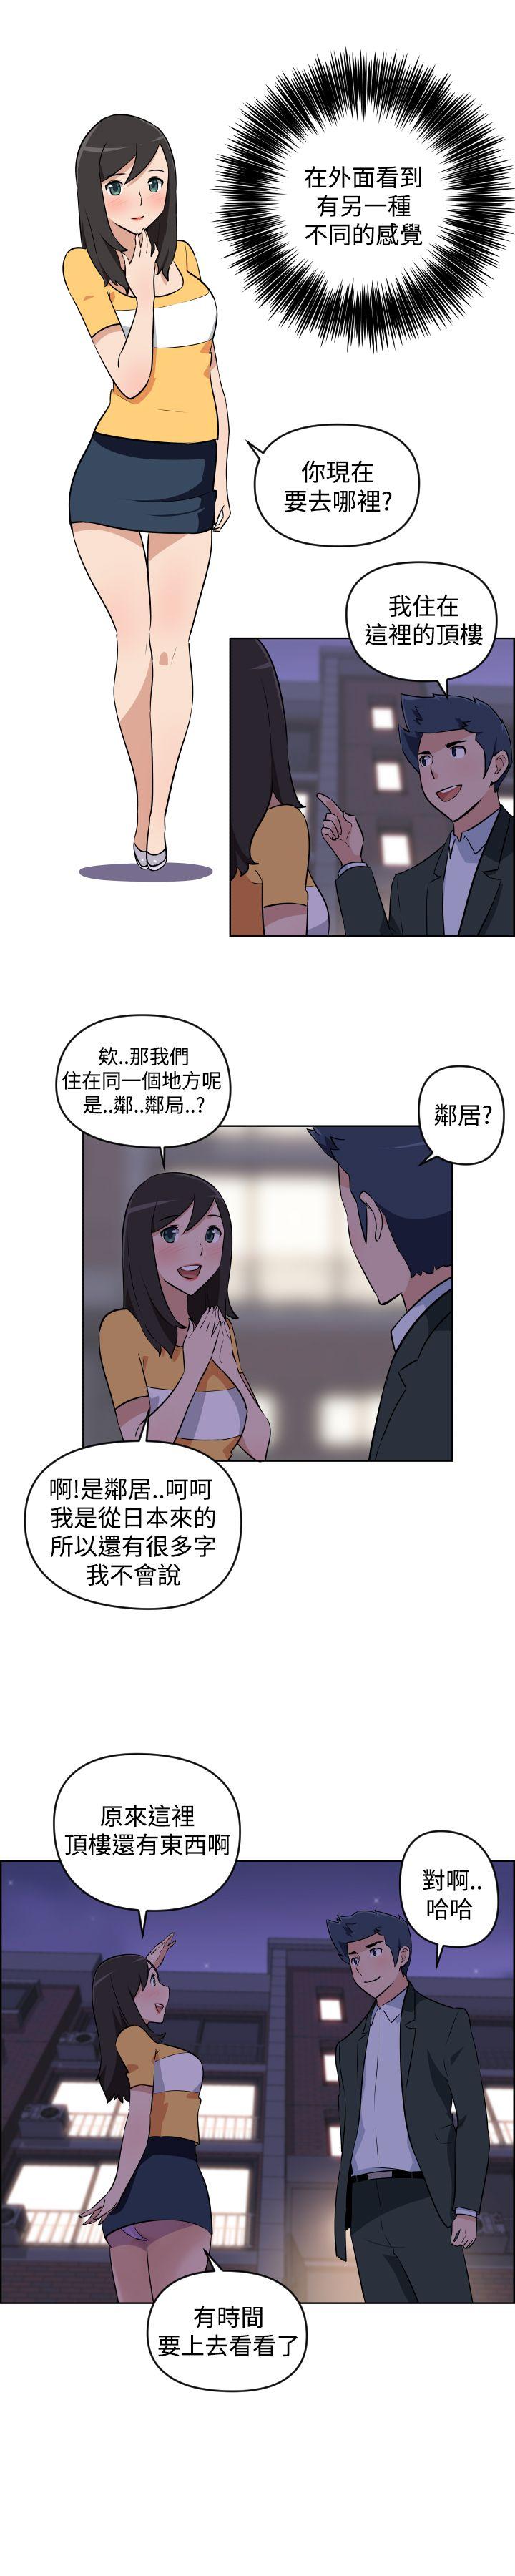 在外面看到
有另一種
不同的感覺
你現在
要去哪裡?
我住在
這裡的頂樓
欸..那我們
住在同一個地方呢
是..鄰..鄰局..?
鄰居?
啊!是鄰居..呵呵
我是從日本來的
所以還有很多字
我不會說
原來這裡
頂樓還有東西啊
對啊..
哈哈
有時間
要上去看看了